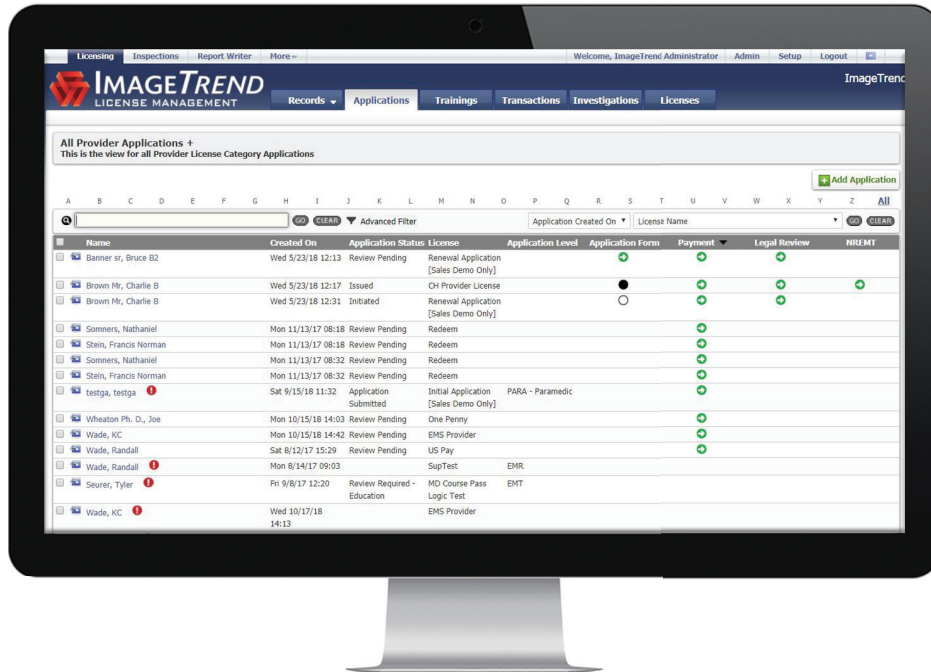 Licensing Inspections Report Writer More Welcome, ImageTrend Administrator Admin Setup Logout
IMAGETREND
LICENSE MANAGEMENT
ImageTrend
Records Applications Trainings Transactions Investigations Licenses
All Provider Applications +
This is the view for all Provider License Category Applications
Add Application
A B C D E F G H I J K L M N O P Q R S T U V W X Y Z All
GO CLEAR Advanced Filter Application Created On License Name GO CLEAR
Name Created On Application Status License Application Level Application Form Payment Legal Review NREMT
Banner sr, Bruce B2 Wed 5/23/18 12:13 Review Pending Renewal Application
[Sales Demo Only]
Brown Mr, Charlie B Wed 5/23/18 12:17 Issued CH Provider License
Brown Mr, Charlie B Wed 5/23/18 12:31 Initiated Renewal Application
[Sales Demo Only]
Somners, Nathaniel Mon 11/13/17 08:18 Review Pending Redeem
Stein, Francis Norman Mon 11/13/17 08:18 Review Pending Redeem
Somners, Nathaniel Mon 11/13/17 08:32 Review Pending Redeem
Stein, Francis Norman Mon 11/13/17 08:32 Review Pending Redeem
testga, testga Sat 9/15/18 11:32 Application Initial Application PARA - Paramedic
Submitted [Sales Demo Only]
Wheaton Ph. D., Joe Mon 10/15/18 14:03 Review Pending One Penny
Wade, KC Mon 10/15/18 14:42 Review Pending EMS Provider
Wade, Randall Sat 8/12/17 15:29 Review Pending US Pay
Wade, Randall Mon 8/14/17 09:03 SupTest EMR
Seurer, Tyler Fri 9/8/17 12:20 Review Required - MD Course Pass EMT
Education Logic Test
Wade, KC Wed 10/17/18 EMS Provider
14:13